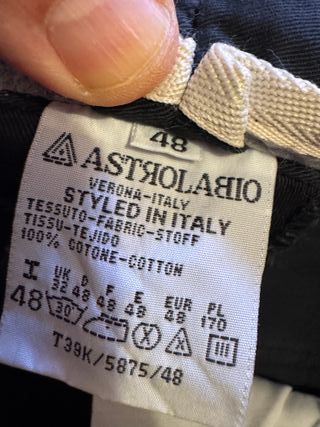 48
ASTROLABIO
VERONA-ITALY
STYLED IN ITALY
TESSUTO-FABRIC-STOFF
TISSU-TEJIDO
100% COTONE-COTTON
I UK D F E EUR PL
48 32 48 48 48 48 170
30
T39K/5875/48